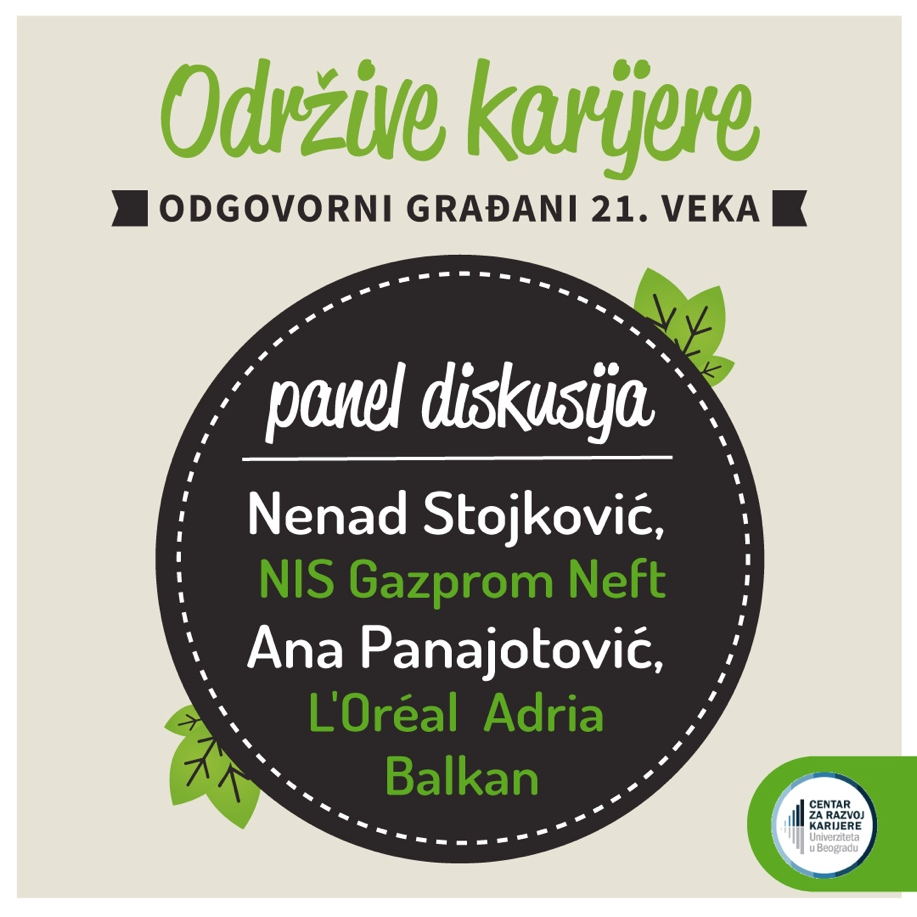 Održive karijere
ODGOVORNI GRAĐANI 21. VEKA
panel diskusija
Nenad Stojković,
NIS Gazprom Neft
Ana Panajotović,
L'Oréal Adria
Balkan
CENTAR
ZA RAZVOJ
KARIJERE
Univerziteta
u Beogradu